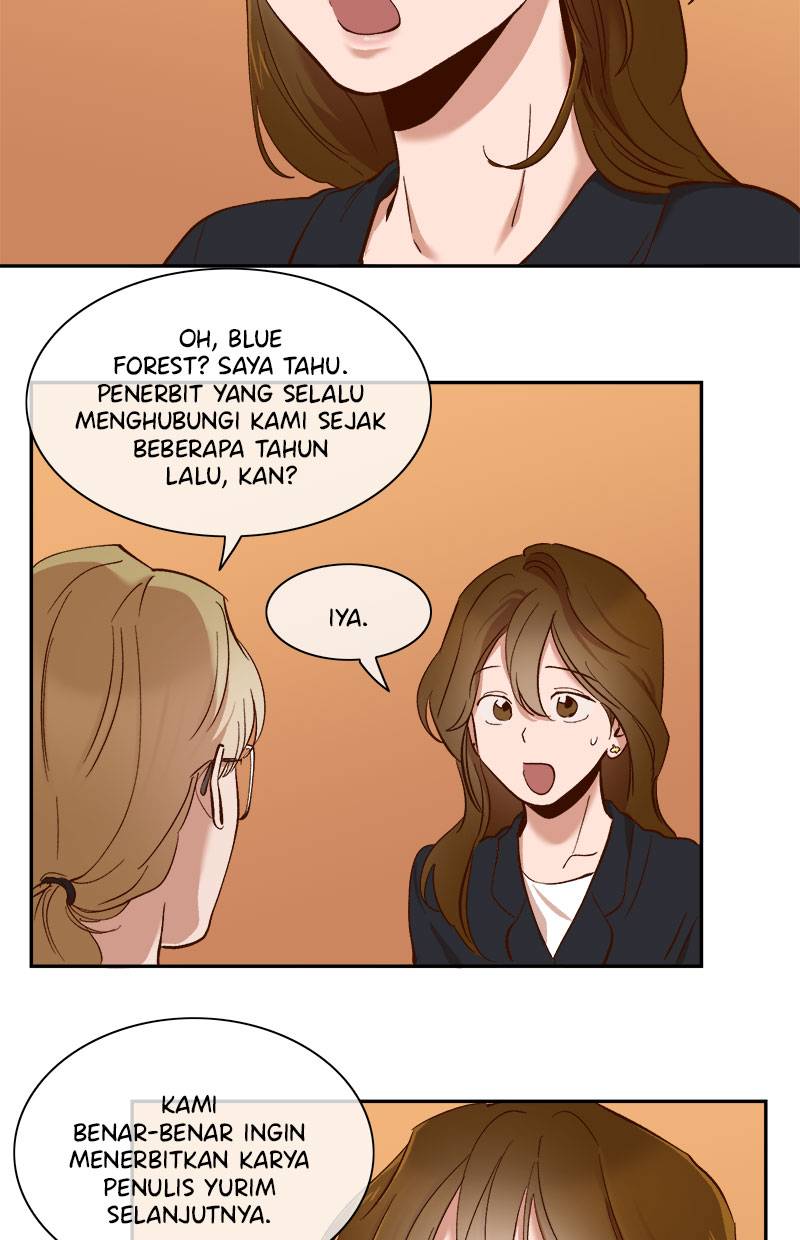 OH, BLUE
FOREST? SAYA TAHU.
PENERBIT YANG SELALU
MENGHUBUNGI KAMI SEJAK
BEBERAPA TAHUN
LALU, KAN?
IYA.
KAMI
BENAR-BENAR INGIN
MENERBITKAN KARYA
PENULIS YURIM
SELANJUTNYA.